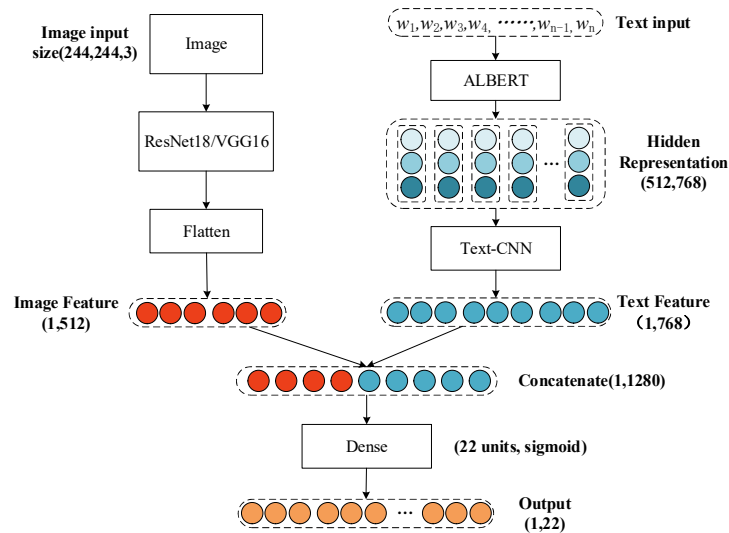 Image input
size(244,244,3)
Image
w1,w2,w3,w4, ……,wn−1, wn
Text input
ALBERT
ResNet18/VGG16
...
Hidden
Representation
(512,768)
Flatten
Text-CNN
Image Feature
(1,512)
Text Feature
（1,768）
Concatenate(1,1280)
Dense
(22 units, sigmoid)
...
Output
(1,22)